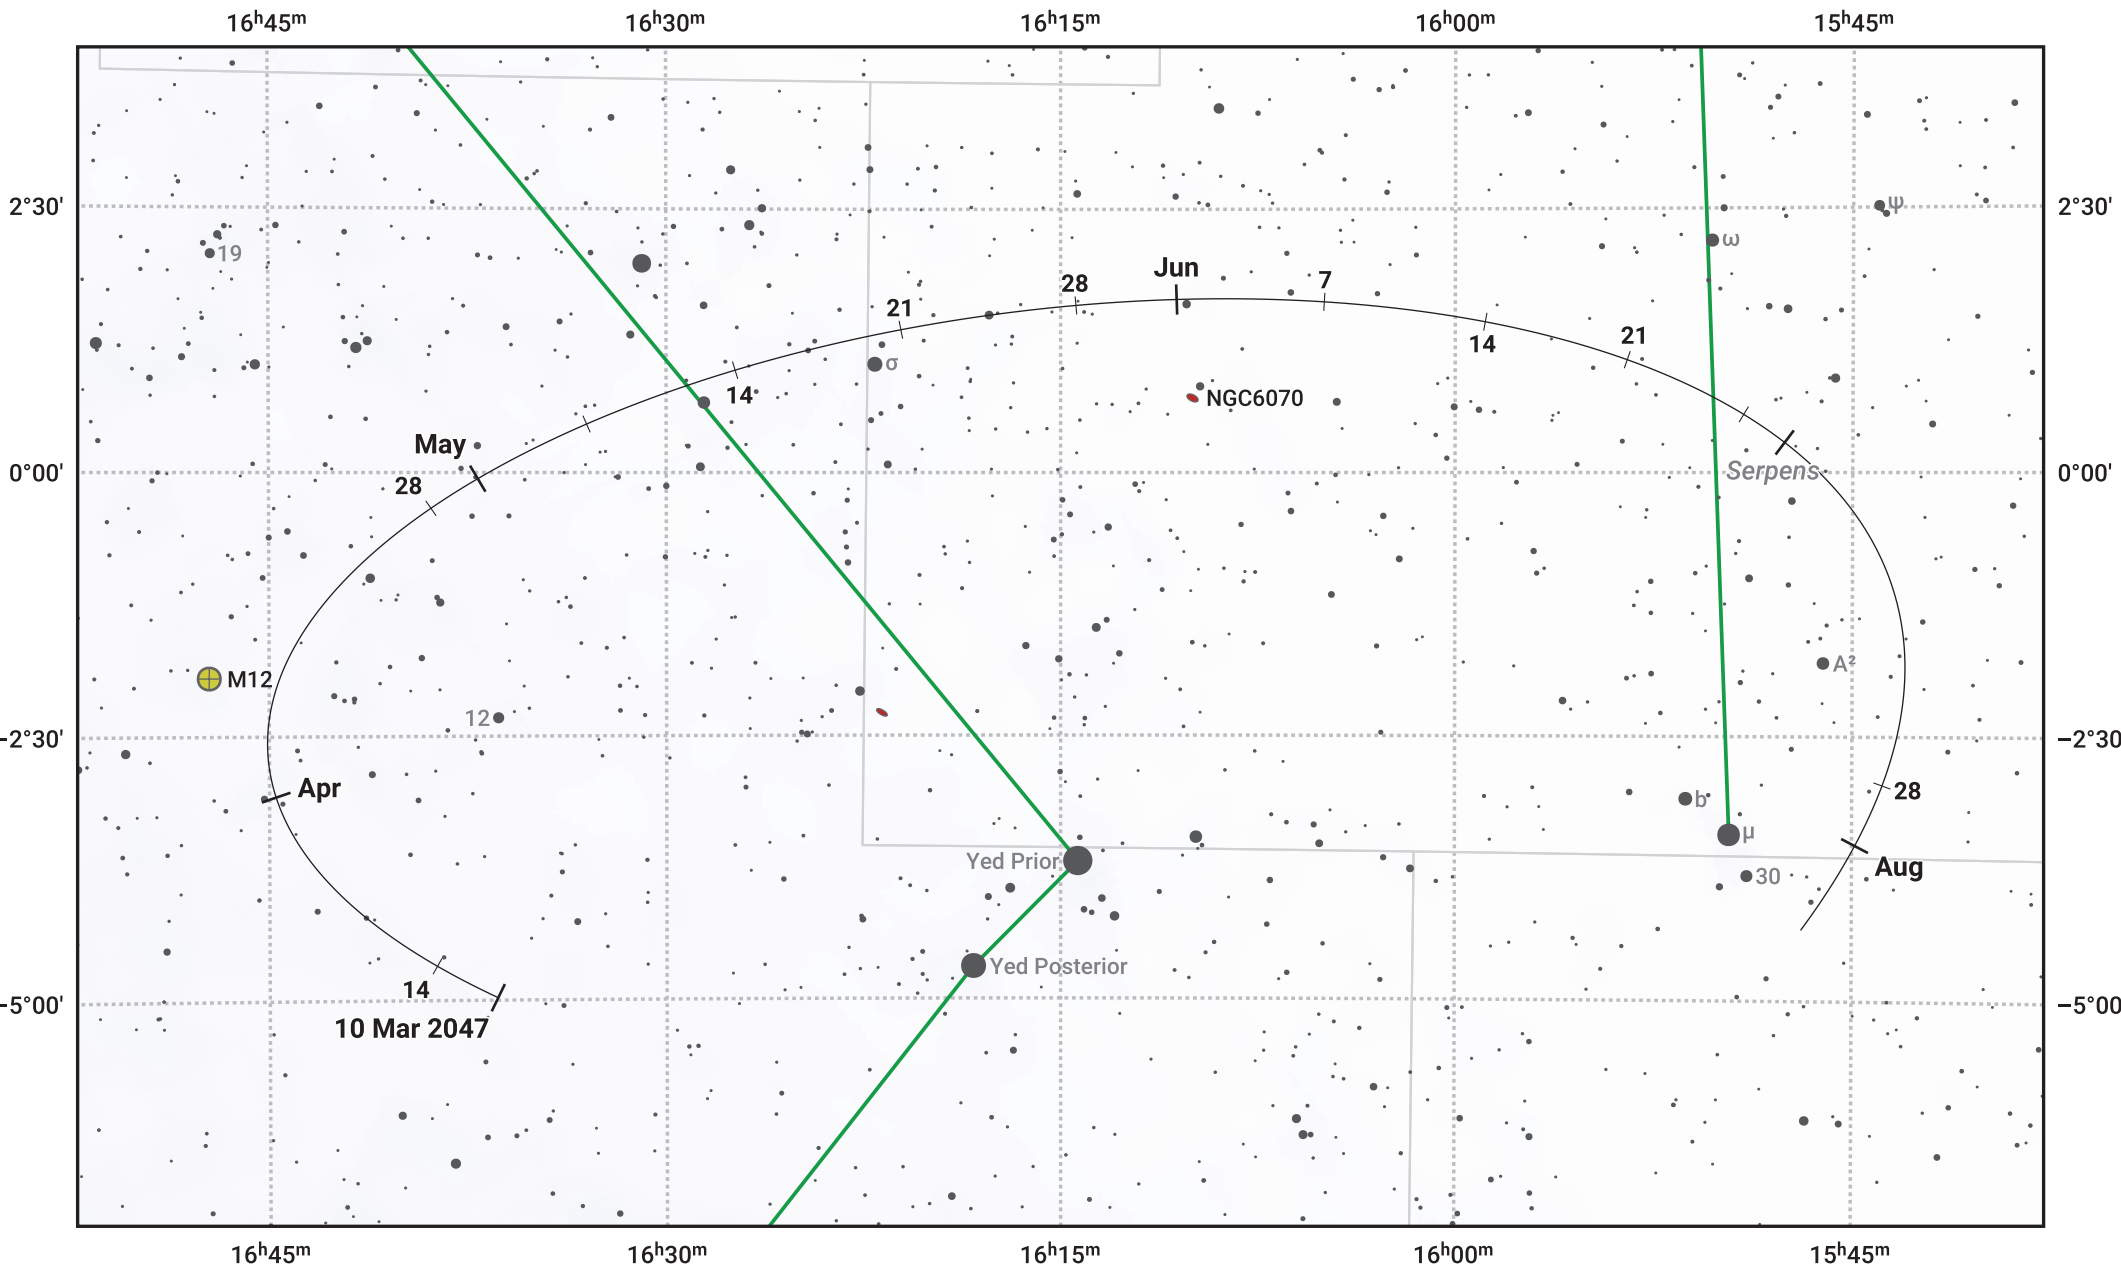 16ʰ45ᵐ 16ʰ30ᵐ 16ʰ15ᵐ 16ʰ00ᵐ 15ʰ45ᵐ
2°30' ψ 2°30'
19 ω
Jun
28 7
21 14 21
σ
14 NGC6070
May
0°00' Serpens 0°00'
28
A²
M12
12
−2°30' −2°30
Apr b 28
μ
Yed Prior Aug
30
Yed Posterior
14
−5°00' −5°00
10 Mar 2047
16ʰ45ᵐ 16ʰ30ᵐ 16ʰ15ᵐ 16ʰ00ᵐ 15ʰ45ᵐ